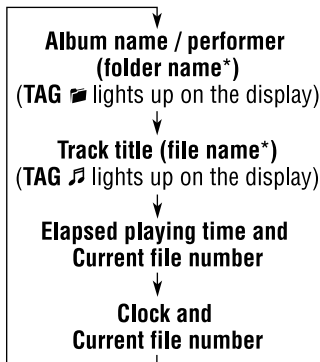 Album name / performer
(folder name*)
(TAG 📁 lights up on the display)
Track title (file name*)
(TAG 🎵 lights up on the display)
Elapsed playing time and
Current file number
Clock and
Current file number